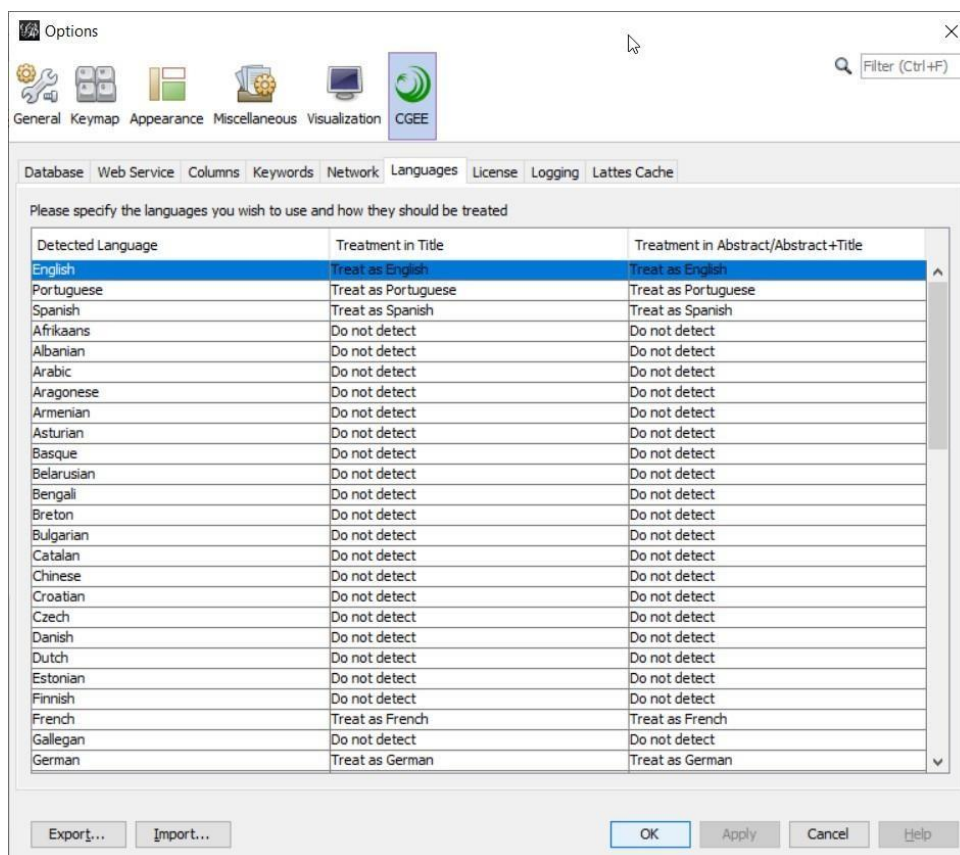 Options
Filter (Ctrl+F)
General Keymap Appearance Miscellaneous Visualization CGEE
Database Web Service Columns Keywords Network Languages License Logging Lattes Cache
Please specify the languages you wish to use and how they should be treated
Detected Language Treatment in Title Treatment in Abstract/Abstract+Title
English Treat as English Treat as English
Portuguese Treat as Portuguese Treat as Portuguese
Spanish Treat as Spanish Treat as Spanish
Afrikaans Do not detect Do not detect
Albanian Do not detect Do not detect
Arabic Do not detect Do not detect
Aragonese Do not detect Do not detect
Armenian Do not detect Do not detect
Asturian Do not detect Do not detect
Basque Do not detect Do not detect
Belarusian Do not detect Do not detect
Bengali Do not detect Do not detect
Breton Do not detect Do not detect
Bulgarian Do not detect Do not detect
Catalan Do not detect Do not detect
Chinese Do not detect Do not detect
Croatian Do not detect Do not detect
Czech Do not detect Do not detect
Danish Do not detect Do not detect
Dutch Do not detect Do not detect
Estonian Do not detect Do not detect
Finnish Do not detect Do not detect
French Treat as French Treat as French
Gallegan Do not detect Do not detect
German Treat as German Treat as German
Export... Import... OK Apply Cancel Help